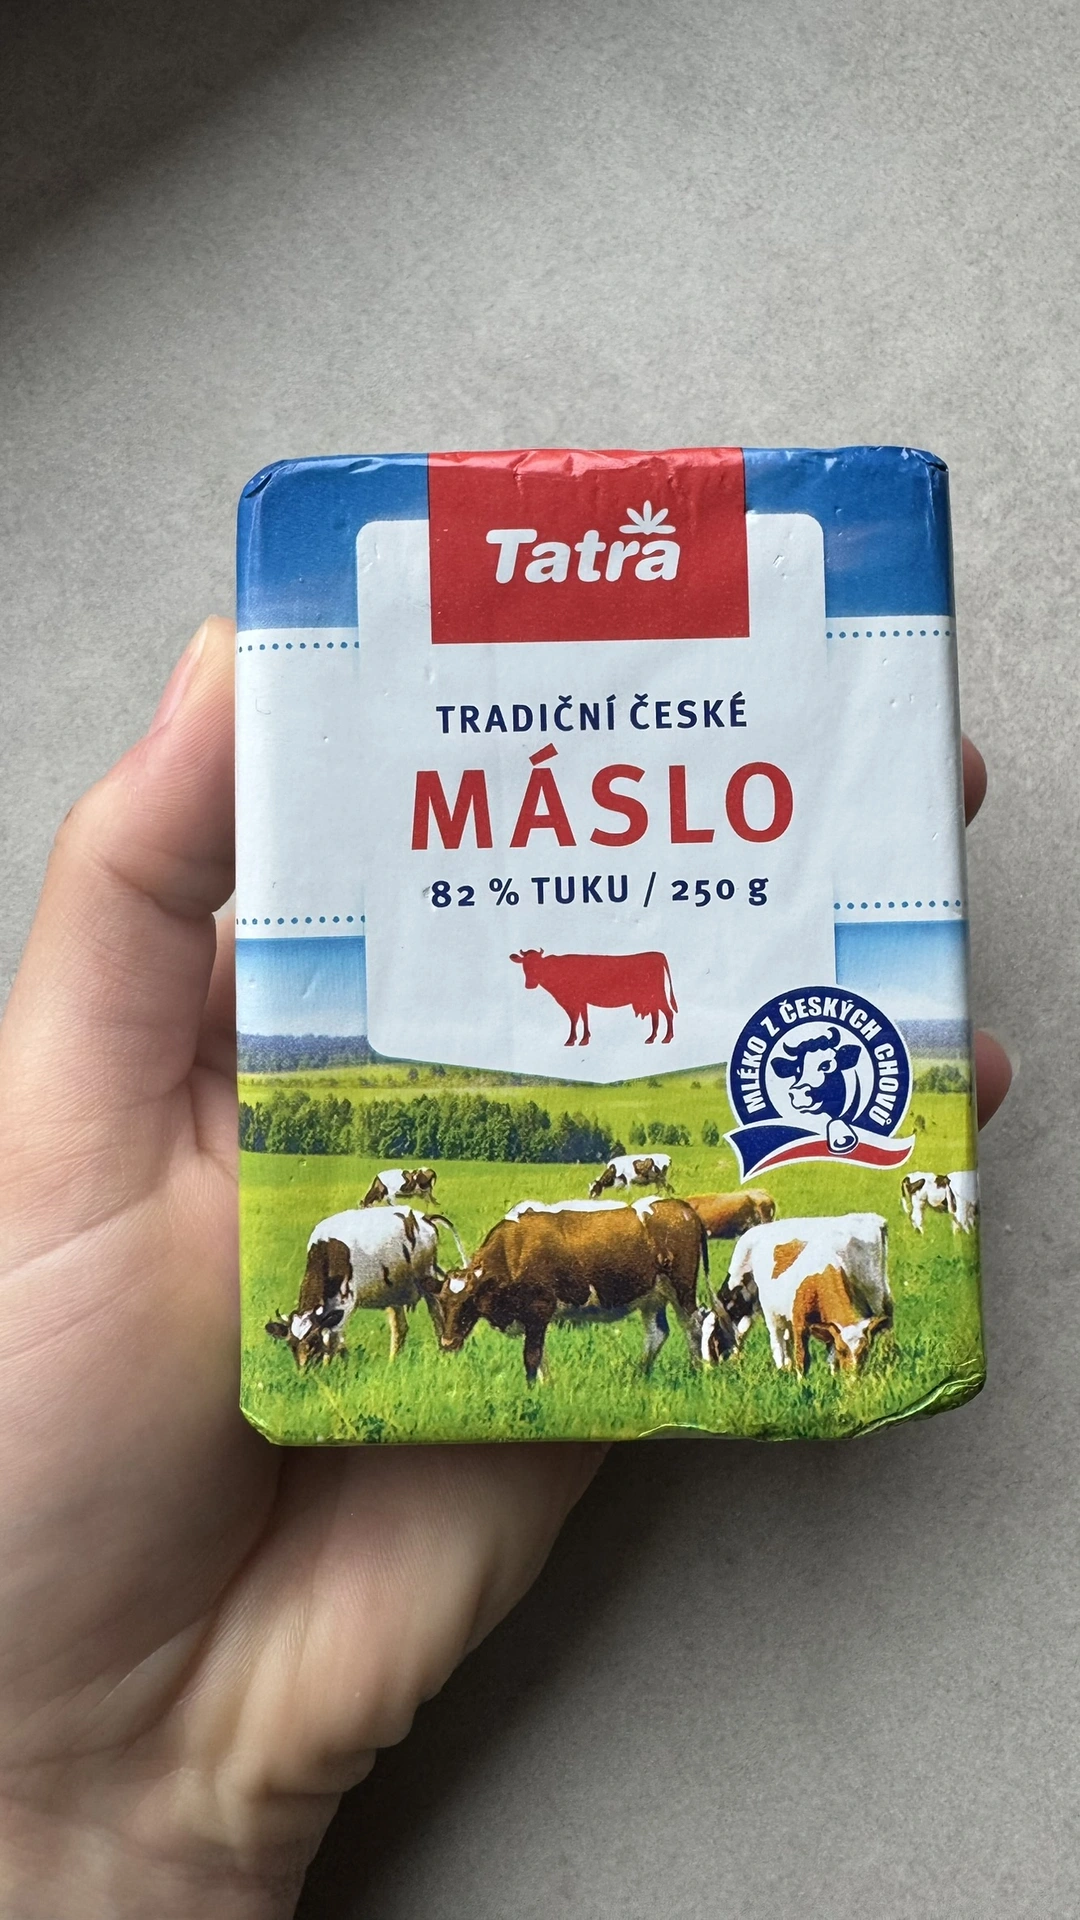 Tatra
TRADIČNÍ ČESKÉ
MÁSLO
82 % TUKU / 250 g
MLÉKO Z ČESKÝCH CHOVŮ